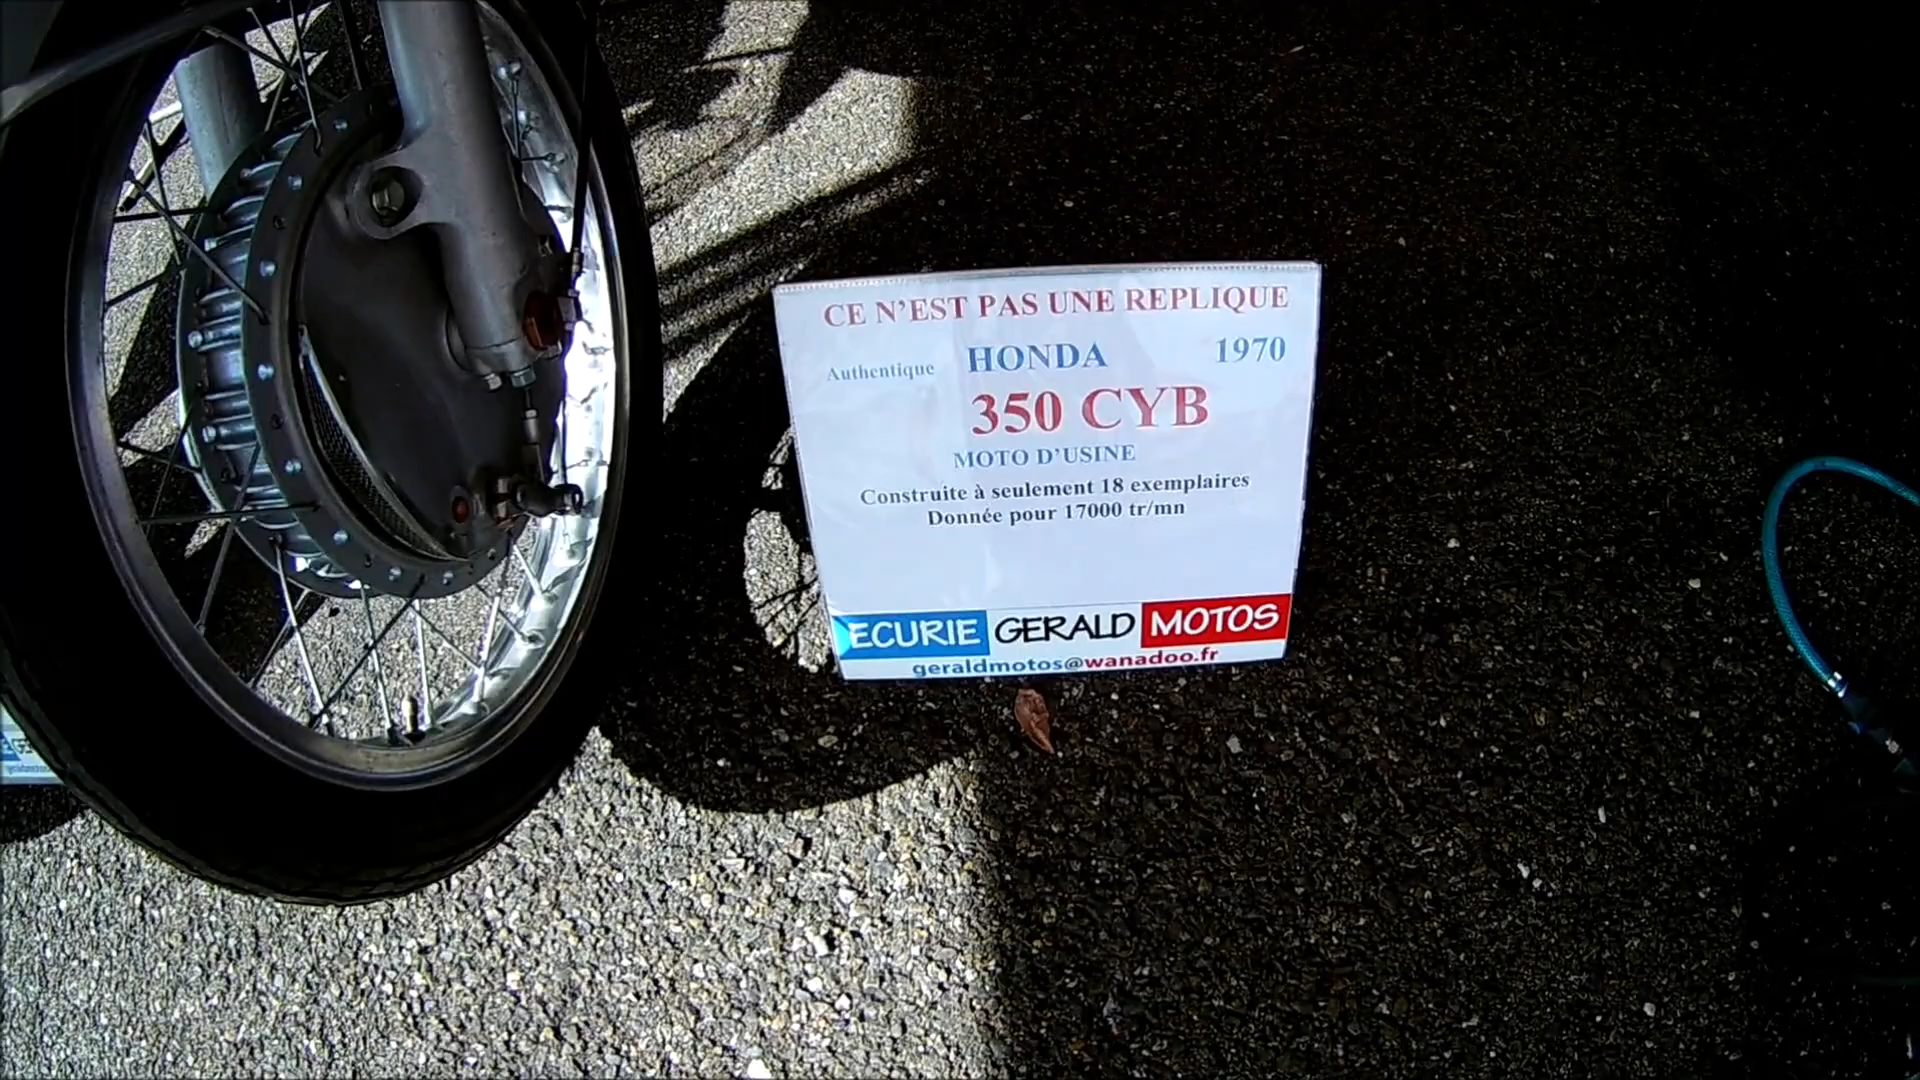 CE N'EST PAS UNE REPLIQUE
Authentique HONDA 1970
350 CYB
MOTO D'USINE
Construite à seulement 18 exemplaires
Donnée pour 17000 tr/mn
ECURIE GERALD MOTOS
geraldmotos@wanadoo.fr